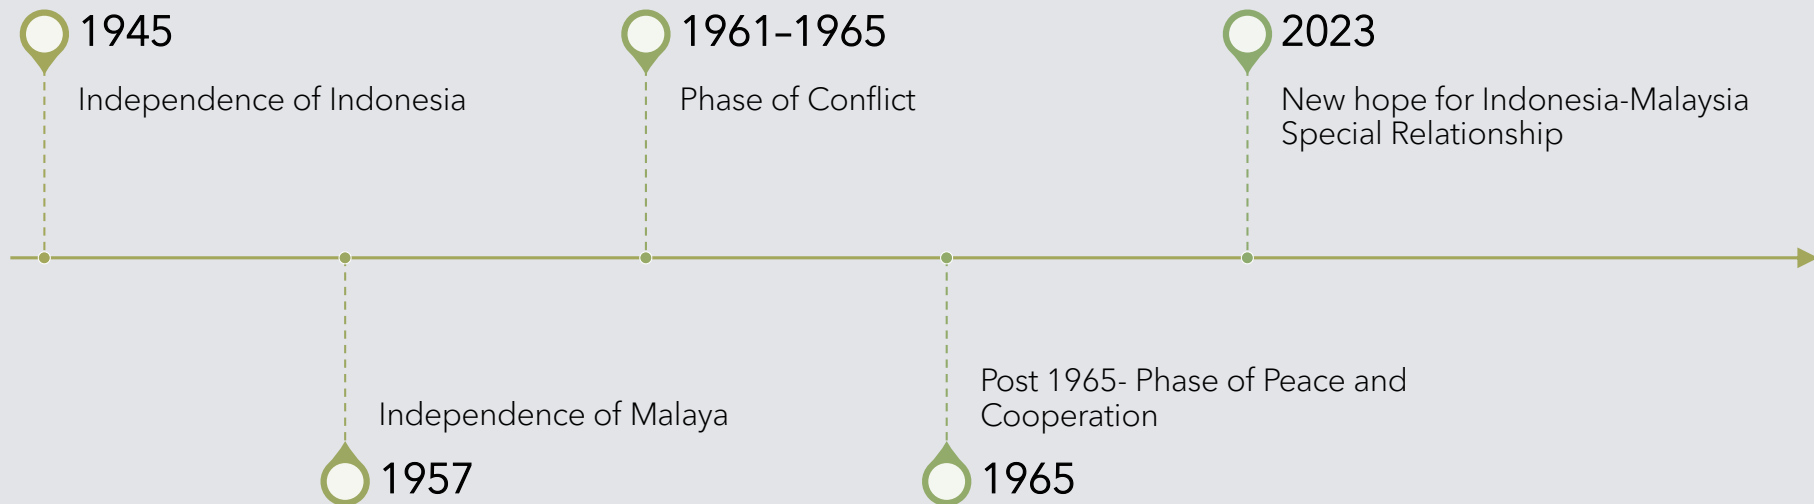 1945
Independence of Indonesia
Independence of Malaya
1957
1961–1965
Phase of Conflict
Post 1965- Phase of Peace and
Cooperation
1965
2023
New hope for Indonesia-Malaysia
Special Relationship